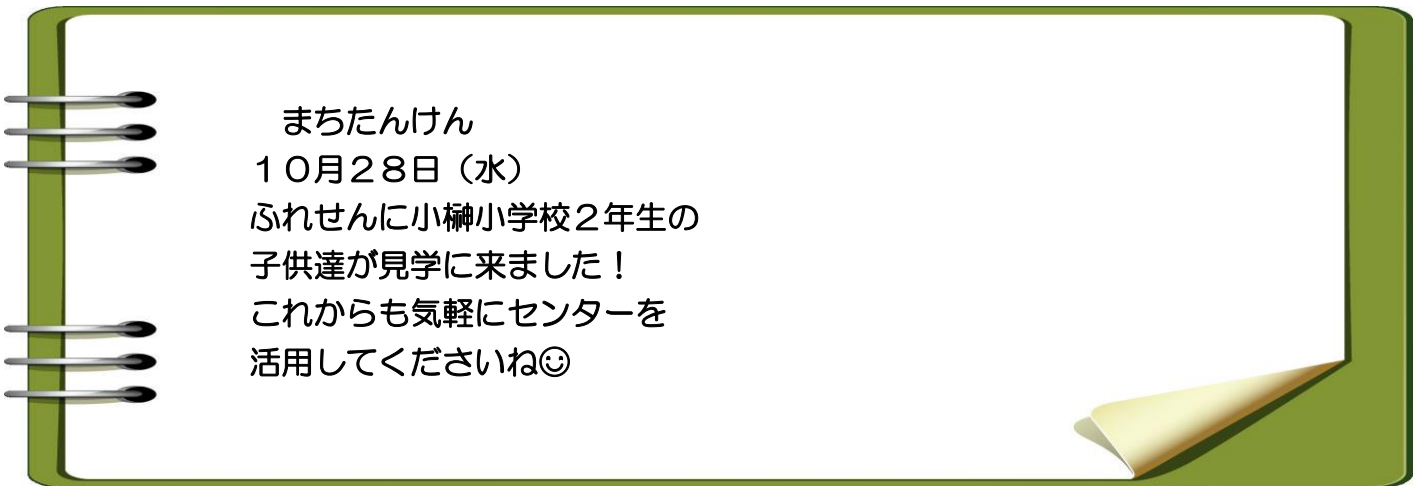 まちたんけん
１０月２８日（水）
ふれせんに小榊小学校２年生の
子供達が見学に来ました！
これからも気軽にセンターを
活用してくださいね☺